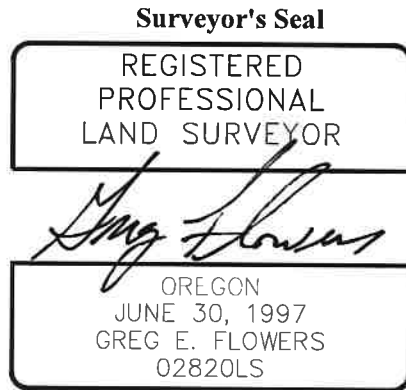 Surveyor's Seal
REGISTERED
PROFESSIONAL
LAND SURVEYOR
Greg Flowers
OREGON
JUNE 30, 1997
GREG E. FLOWERS
02820LS